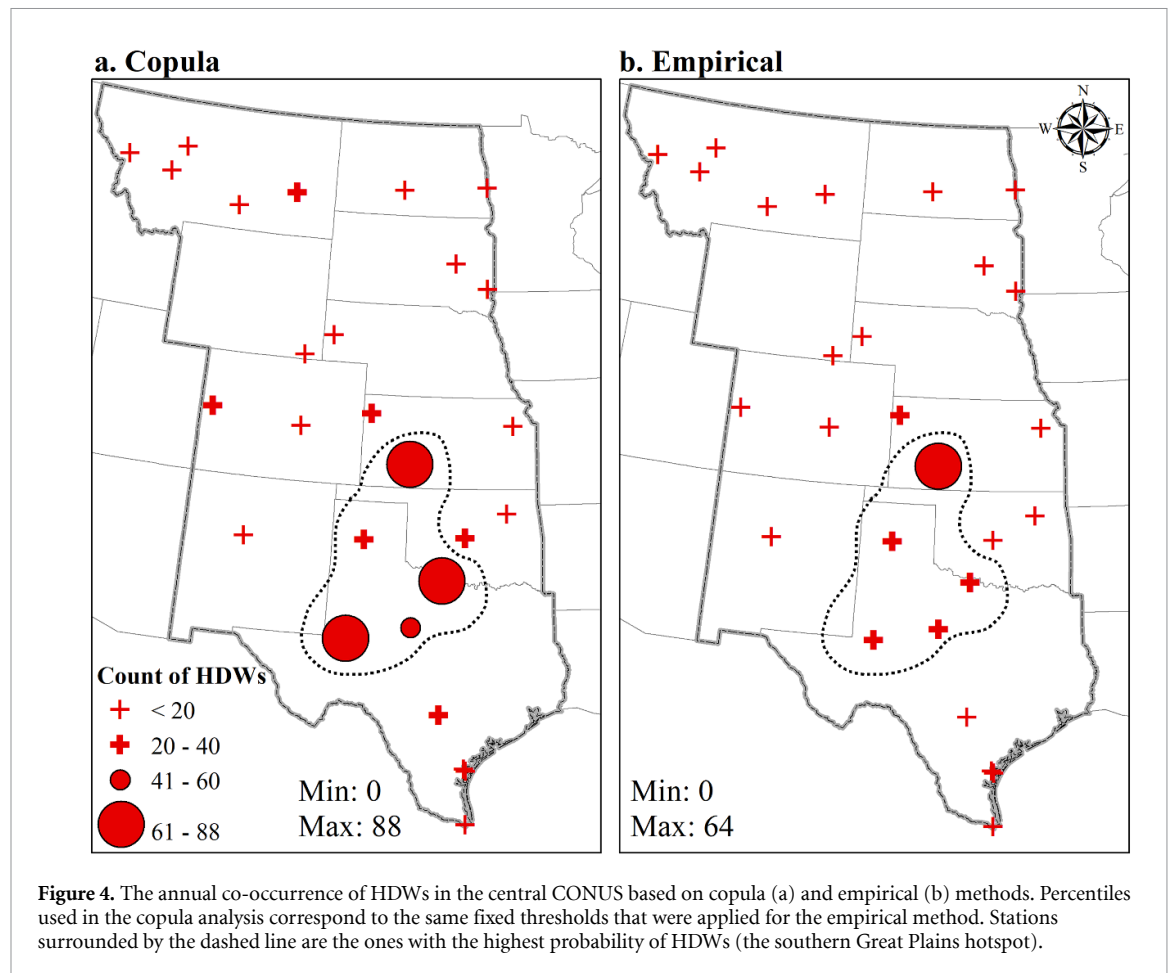 a. Copula
b. Empirical
N
W E
S
Count of HDWs
< 20
20 - 40
41 - 60
61 - 88
Min: 0
Max: 88
Min: 0
Max: 64
Figure 4. The annual co-occurrence of HDWs in the central CONUS based on copula (a) and empirical (b) methods. Percentiles
used in the copula analysis correspond to the same fixed thresholds that were applied for the empirical method. Stations
surrounded by the dashed line are the ones with the highest probability of HDWs (the southern Great Plains hotspot).